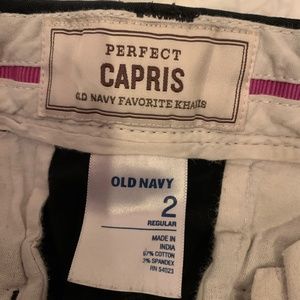 PERFECT
CAPRIS
OLD NAVY FAVORITE KHAKIS
OLD NAVY
2
REGULAR
MADE IN
INDIA
97% COTTON
3% SPANDEX
RN 54023